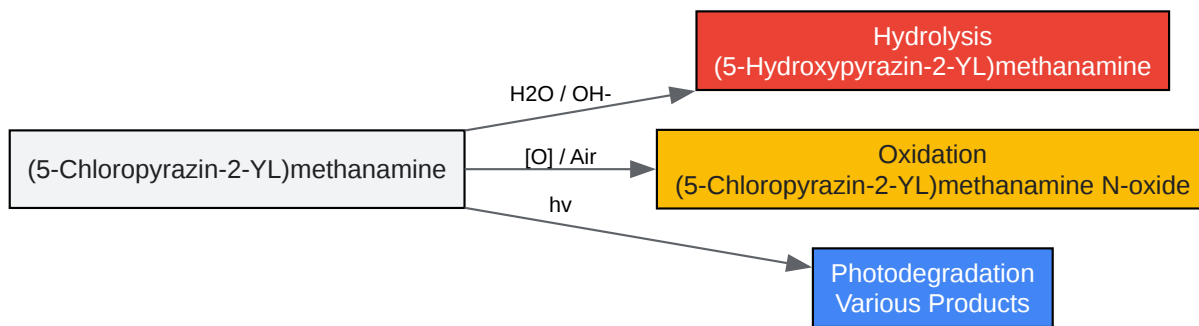 Hydrolysis
(5-Hydroxypyrazin-2-YL)methanamine
H2O / OH-
(5-Chloropyrazin-2-YL)methanamine
[O] / Air
Oxidation
(5-Chloropyrazin-2-YL)methanamine N-oxide
hv
Photodegradation
Various Products